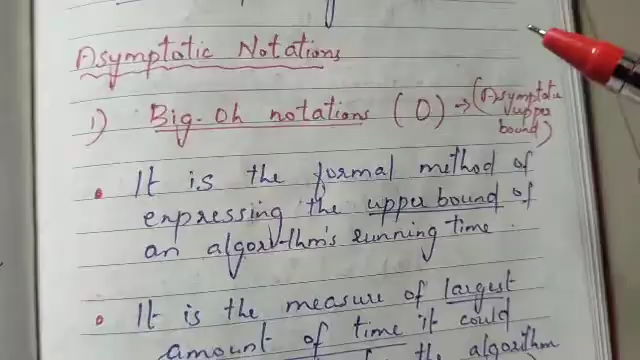 Asymptotic Notations
1) Big-Oh notations (O) → (Asymptotic upper bound)
• It is the formal method of
expressing the upper bound of
an algorithm's running time.
• It is the measure of largest
amount of time it could
the algorithm